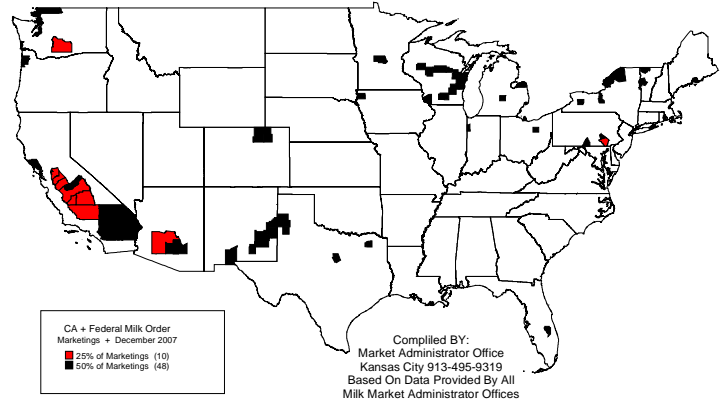 CA + Federal Milk Order
Marketings + December 2007
25% of Marketings (10)
50% of Marketings (48)
Compliled BY:
Market Administrator Office
Kansas City 913-495-9319
Based On Data Provided By All
Milk Market Administrator Offices